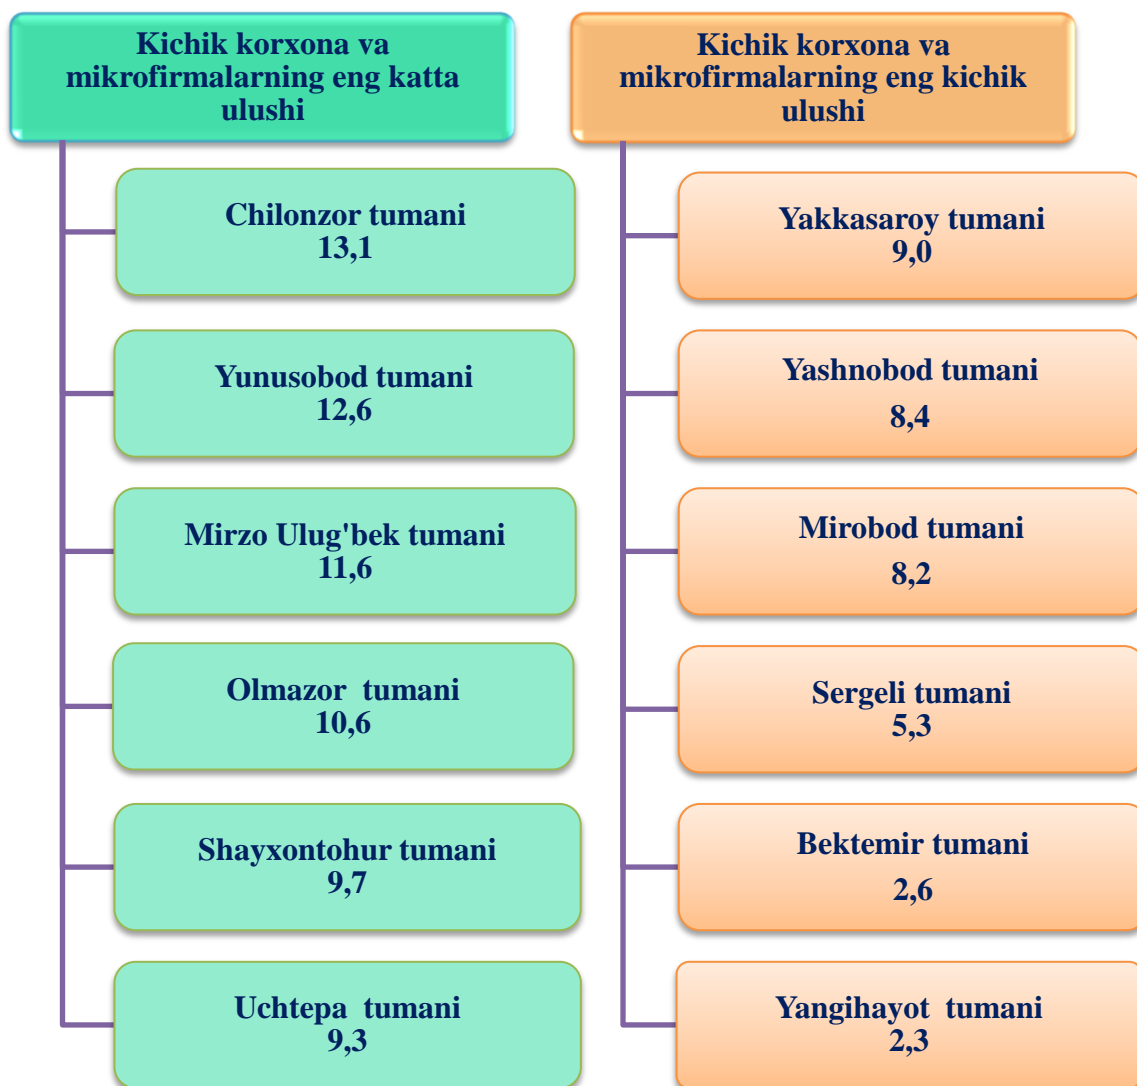 Kichik korxona va
mikrofirmalarning eng katta
ulushi
Chilonzor tumani
13,1
Yunusobod tumani
12,6
Mirzo Ulug'bek tumani
11,6
Olmazor tumani
10,6
Shayxontohur tumani
9,7
Uchtepa tumani
9,3
Kichik korxona va
mikrofirmalarning eng kichik
ulushi
Yakkasaroy tumani
9,0
Yashnobod tumani
8,4
Mirobod tumani
8,2
Sergeli tumani
5,3
Bektemir tumani
2,6
Yangihayot tumani
2,3